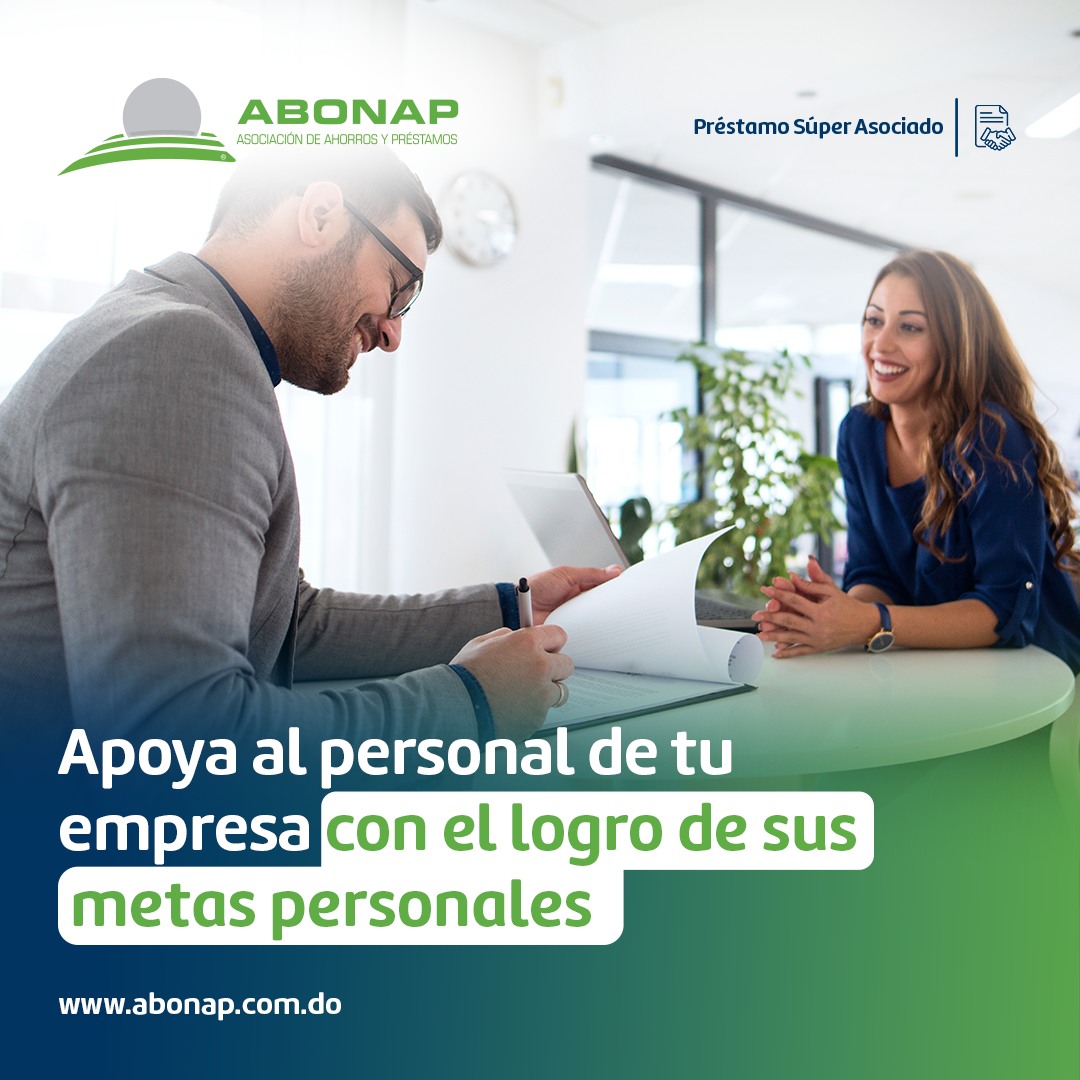 ABONAP
ASOCIACIÓN DE AHORROS Y PRÉSTAMOS
Préstamo Súper Asociado
Apoya al personal de tu
empresa con el logro de sus
metas personales
www.abonap.com.do